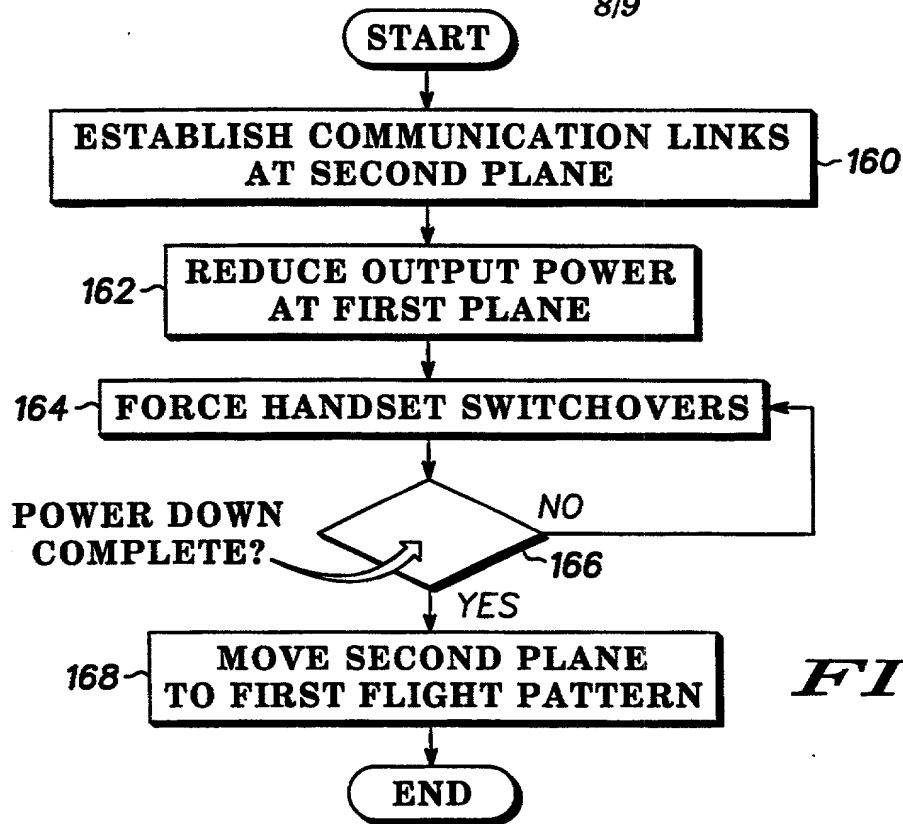 8/9
START
ESTABLISH COMMUNICATION LINKS
AT SECOND PLANE
160
REDUCE OUTPUT POWER
AT FIRST PLANE
162
164
FORCE HANDSET SWITCHOVERS
POWER DOWN
COMPLETE?
NO
166
YES
168
MOVE SECOND PLANE
TO FIRST FLIGHT PATTERN
FI
END